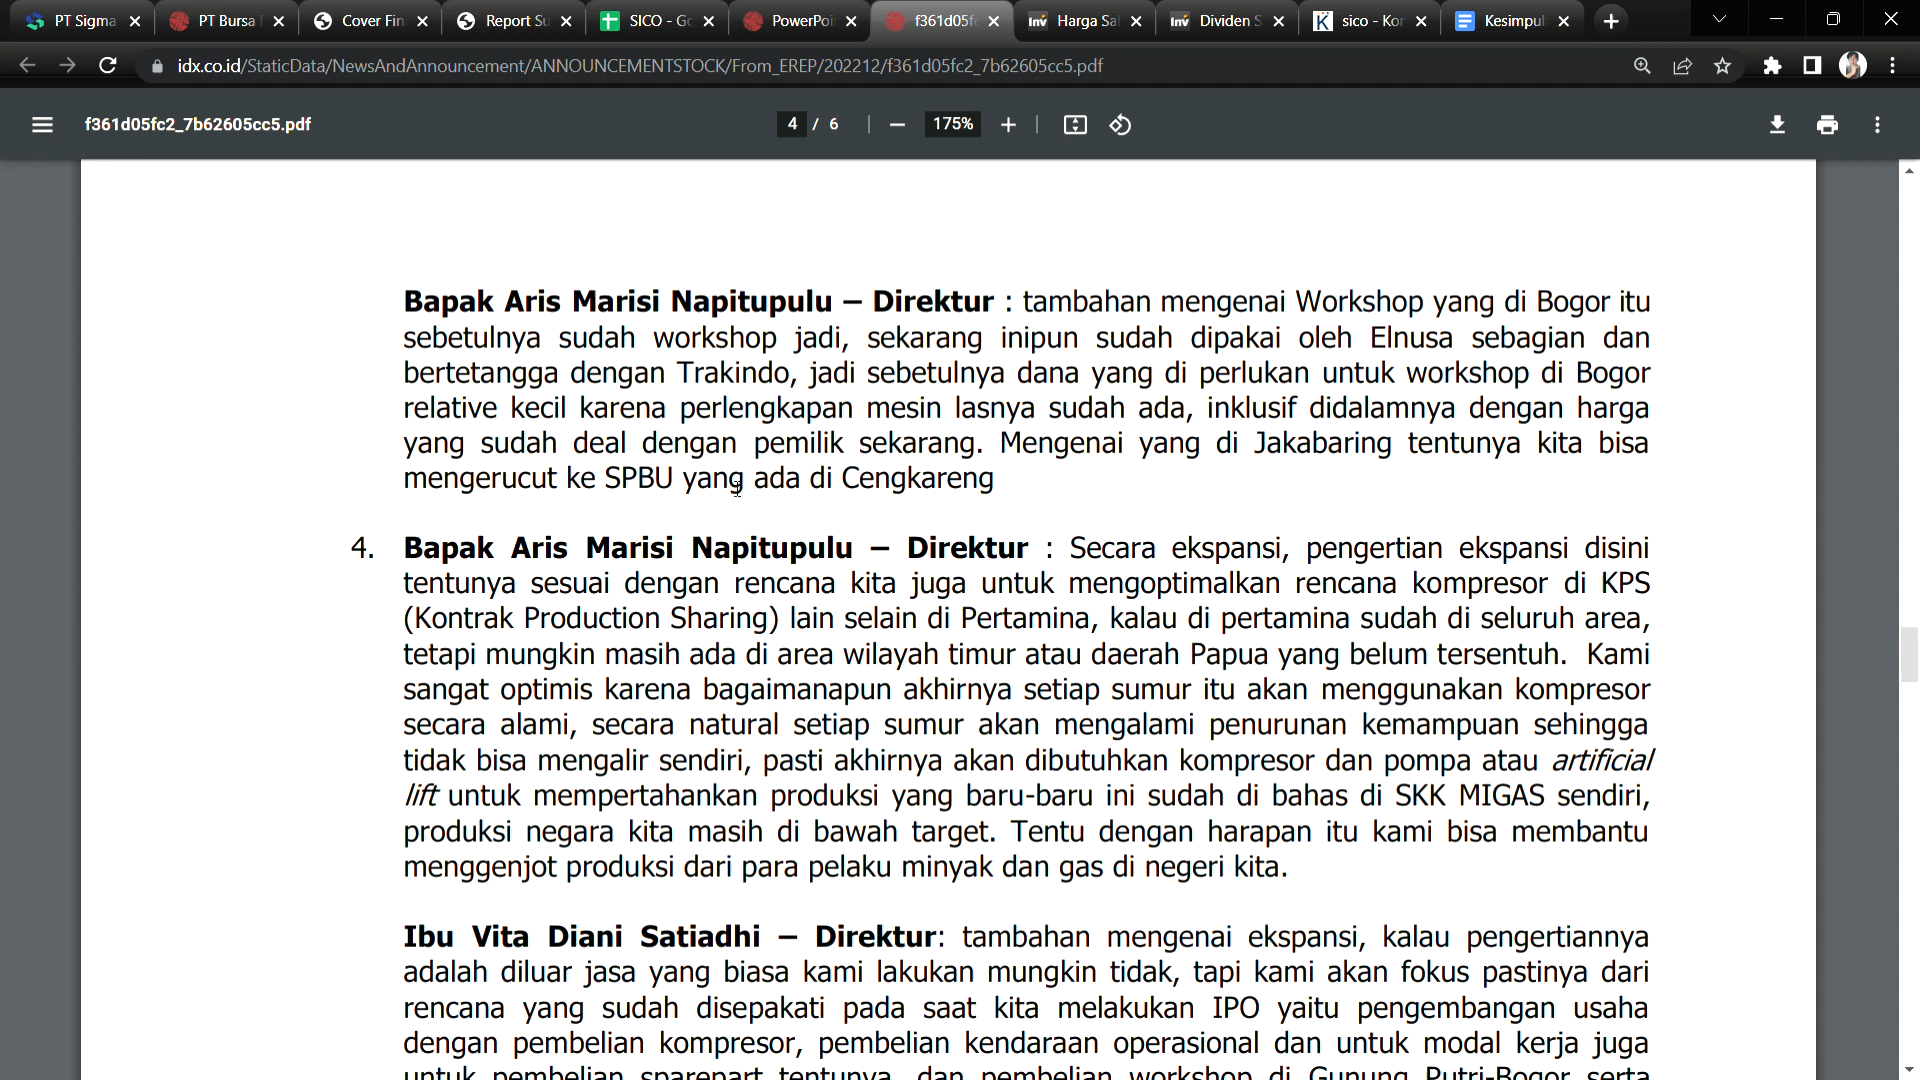 PT Sigma
PT Bursa
Cover Fin
Report Su
SICO - Go
PowerPoi
f361d05f
Harga Sa
Dividen S
sico - Kor
Kesimpul
idx.co.id/StaticData/NewsAndAnnouncement/ANNOUNCEMENTSTOCK/From_EREP/202212/f361d05fc2_7b62605cc5.pdf
f361d05fc2_7b62605cc5.pdf
4 / 6
175%
Bapak Aris Marisi Napitupulu – Direktur : tambahan mengenai Workshop yang di Bogor itu
sebetulnya sudah workshop jadi, sekarang inipun sudah dipakai oleh Elnusa sebagian dan
bertetangga dengan Trakindo, jadi sebetulnya dana yang di perlukan untuk workshop di Bogor
relative kecil karena perlengkapan mesin lasnya sudah ada, inklusif didalamnya dengan harga
yang sudah deal dengan pemilik sekarang. Mengenai yang di Jakabaring tentunya kita bisa
mengerucut ke SPBU yang ada di Cengkareng
4. Bapak Aris Marisi Napitupulu – Direktur : Secara ekspansi, pengertian ekspansi disini
tentunya sesuai dengan rencana kita juga untuk mengoptimalkan rencana kompresor di KPS
(Kontrak Production Sharing) lain selain di Pertamina, kalau di pertamina sudah di seluruh area,
tetapi mungkin masih ada di area wilayah timur atau daerah Papua yang belum tersentuh. Kami
sangat optimis karena bagaimanapun akhirnya setiap sumur itu akan menggunakan kompresor
secara alami, secara natural setiap sumur akan mengalami penurunan kemampuan sehingga
tidak bisa mengalir sendiri, pasti akhirnya akan dibutuhkan kompresor dan pompa atau artificial
lift untuk mempertahankan produksi yang baru-baru ini sudah di bahas di SKK MIGAS sendiri,
produksi negara kita masih di bawah target. Tentu dengan harapan itu kami bisa membantu
menggenjot produksi dari para pelaku minyak dan gas di negeri kita.
Ibu Vita Diani Satiadhi – Direktur: tambahan mengenai ekspansi, kalau pengertiannya
adalah diluar jasa yang biasa kami lakukan mungkin tidak, tapi kami akan fokus pastinya dari
rencana yang sudah disepakati pada saat kita melakukan IPO yaitu pengembangan usaha
dengan pembelian kompresor, pembelian kendaraan operasional dan untuk modal kerja juga
untuk pembelian sparepart tentunya, dan pembelian workshop di Gunung Putri-Bogor serta